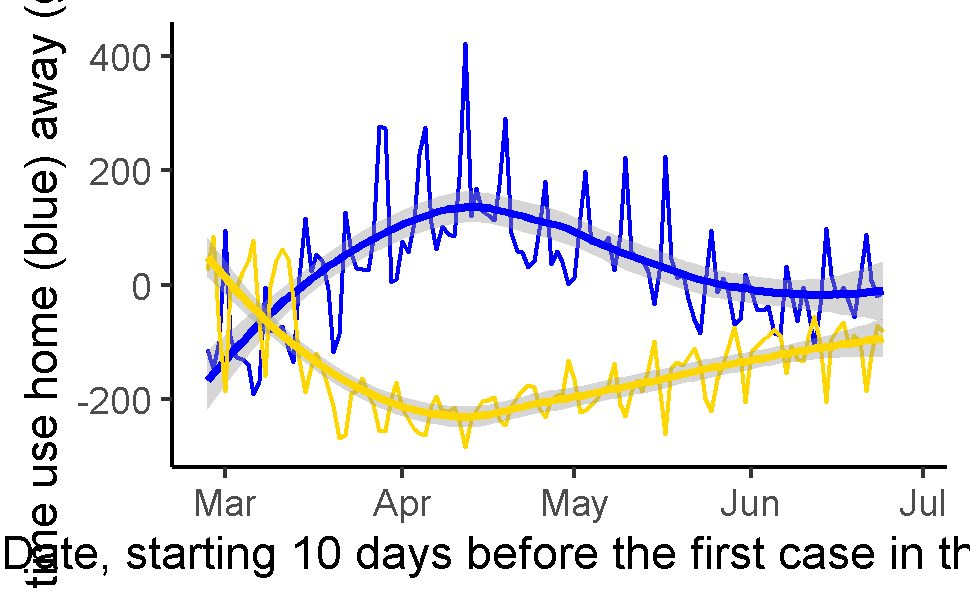 time use home (blue) away (
400
200
0
-200
Mar Apr May Jun Jul
Date, starting 10 days before the first case in th